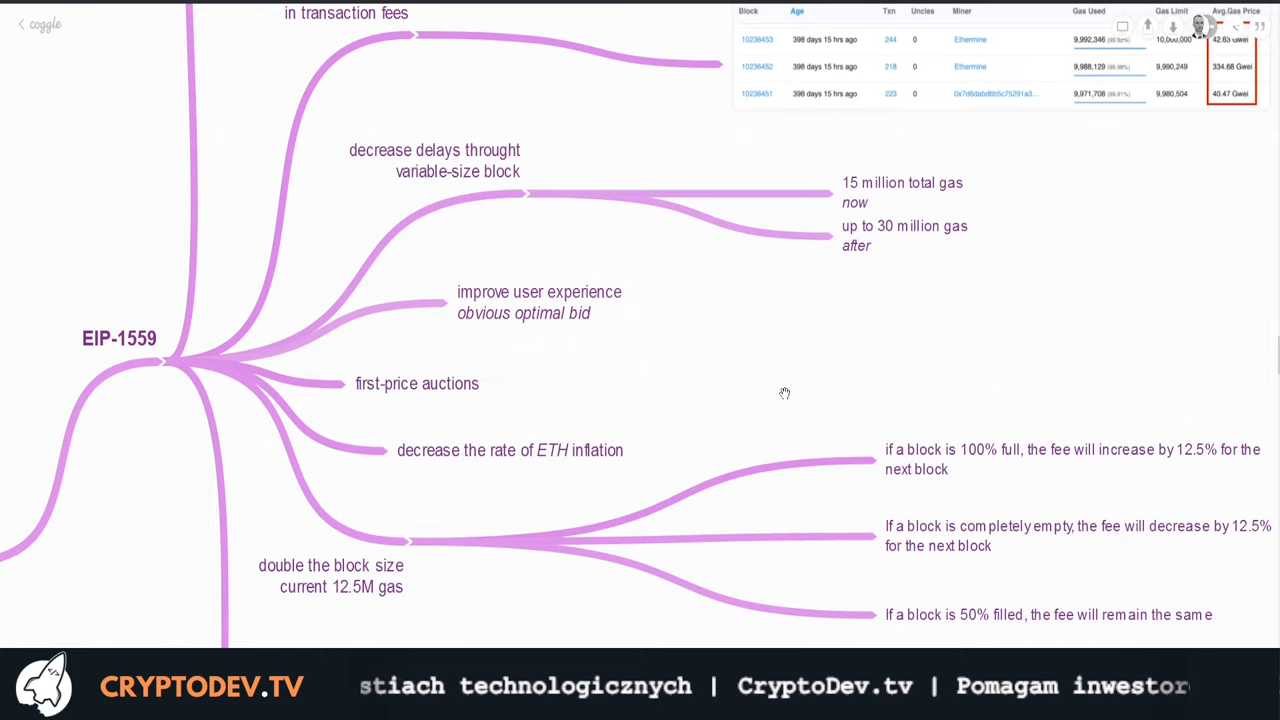 coggle
in transaction fees
Block Age Txn Uncles Miner Gas Used Gas Limit Avg.Gas Price
10236453 398 days 15 hrs ago 244 0 Ethermine 9,992,346 10,000,000 42.63 Gwei
10236452 398 days 15 hrs ago 218 0 Ethermine 9,988,129 (99.98%) 9,990,249 334.68 Gwei
10236451 398 days 15 hrs ago 223 0 9,971,708 (99.91%) 9,980,504 40.47 Gwei
decrease delays throught
variable-size block
15 million total gas
now
up to 30 million gas
after
improve user experience
obvious optimal bid
EIP-1559
first-price auctions
decrease the rate of ETH inflation
if a block is 100% full, the fee will increase by 12.5% for the
next block
If a block is completely empty, the fee will decrease by 12.5%
for the next block
double the block size
current 12.5M gas
If a block is 50% filled, the fee will remain the same
CRYPTODEV.TV
stiach technologicznych | CryptoDev.tv | Pomagam inwestor